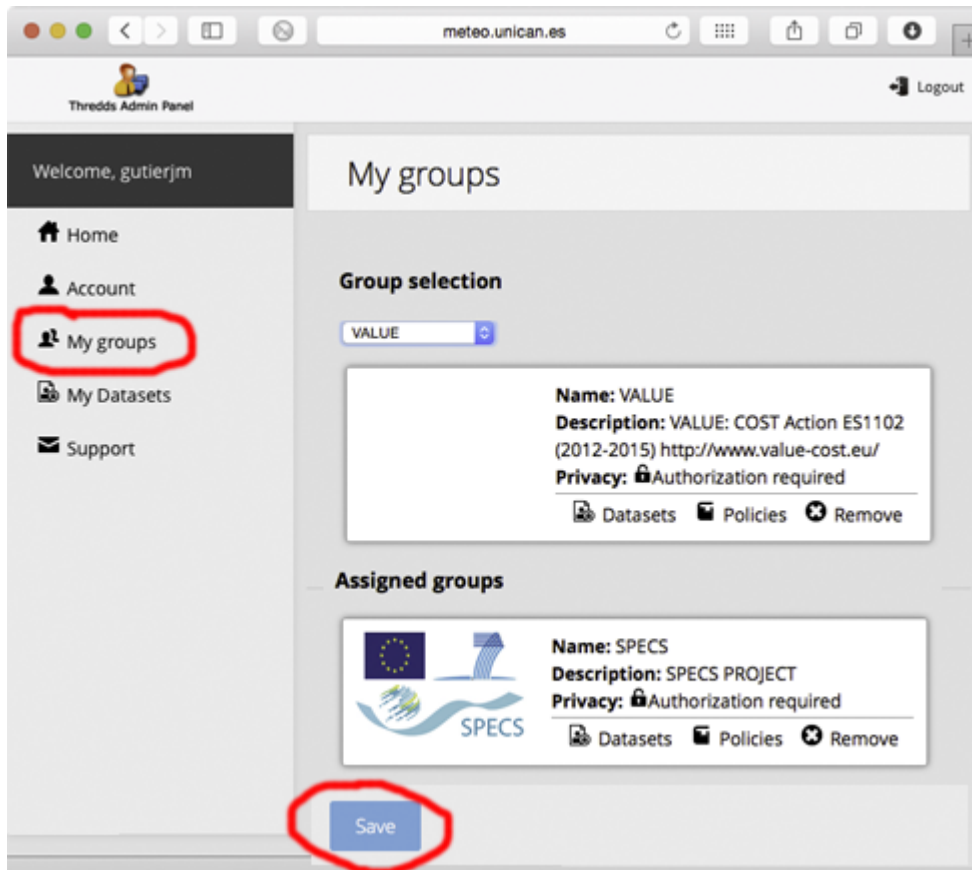 meteo.unican.es
Thredds Admin Panel
Logout
Welcome, gutierjm
Home
Account
My groups
My Datasets
Support
My groups
Group selection
VALUE
Name: VALUE
Description: VALUE: COST Action ES1102
(2012-2015) http://www.value-cost.eu/
Privacy: Authorization required
Datasets Policies Remove
Assigned groups
SPECS
Name: SPECS
Description: SPECS PROJECT
Privacy: Authorization required
Datasets Policies Remove
Save